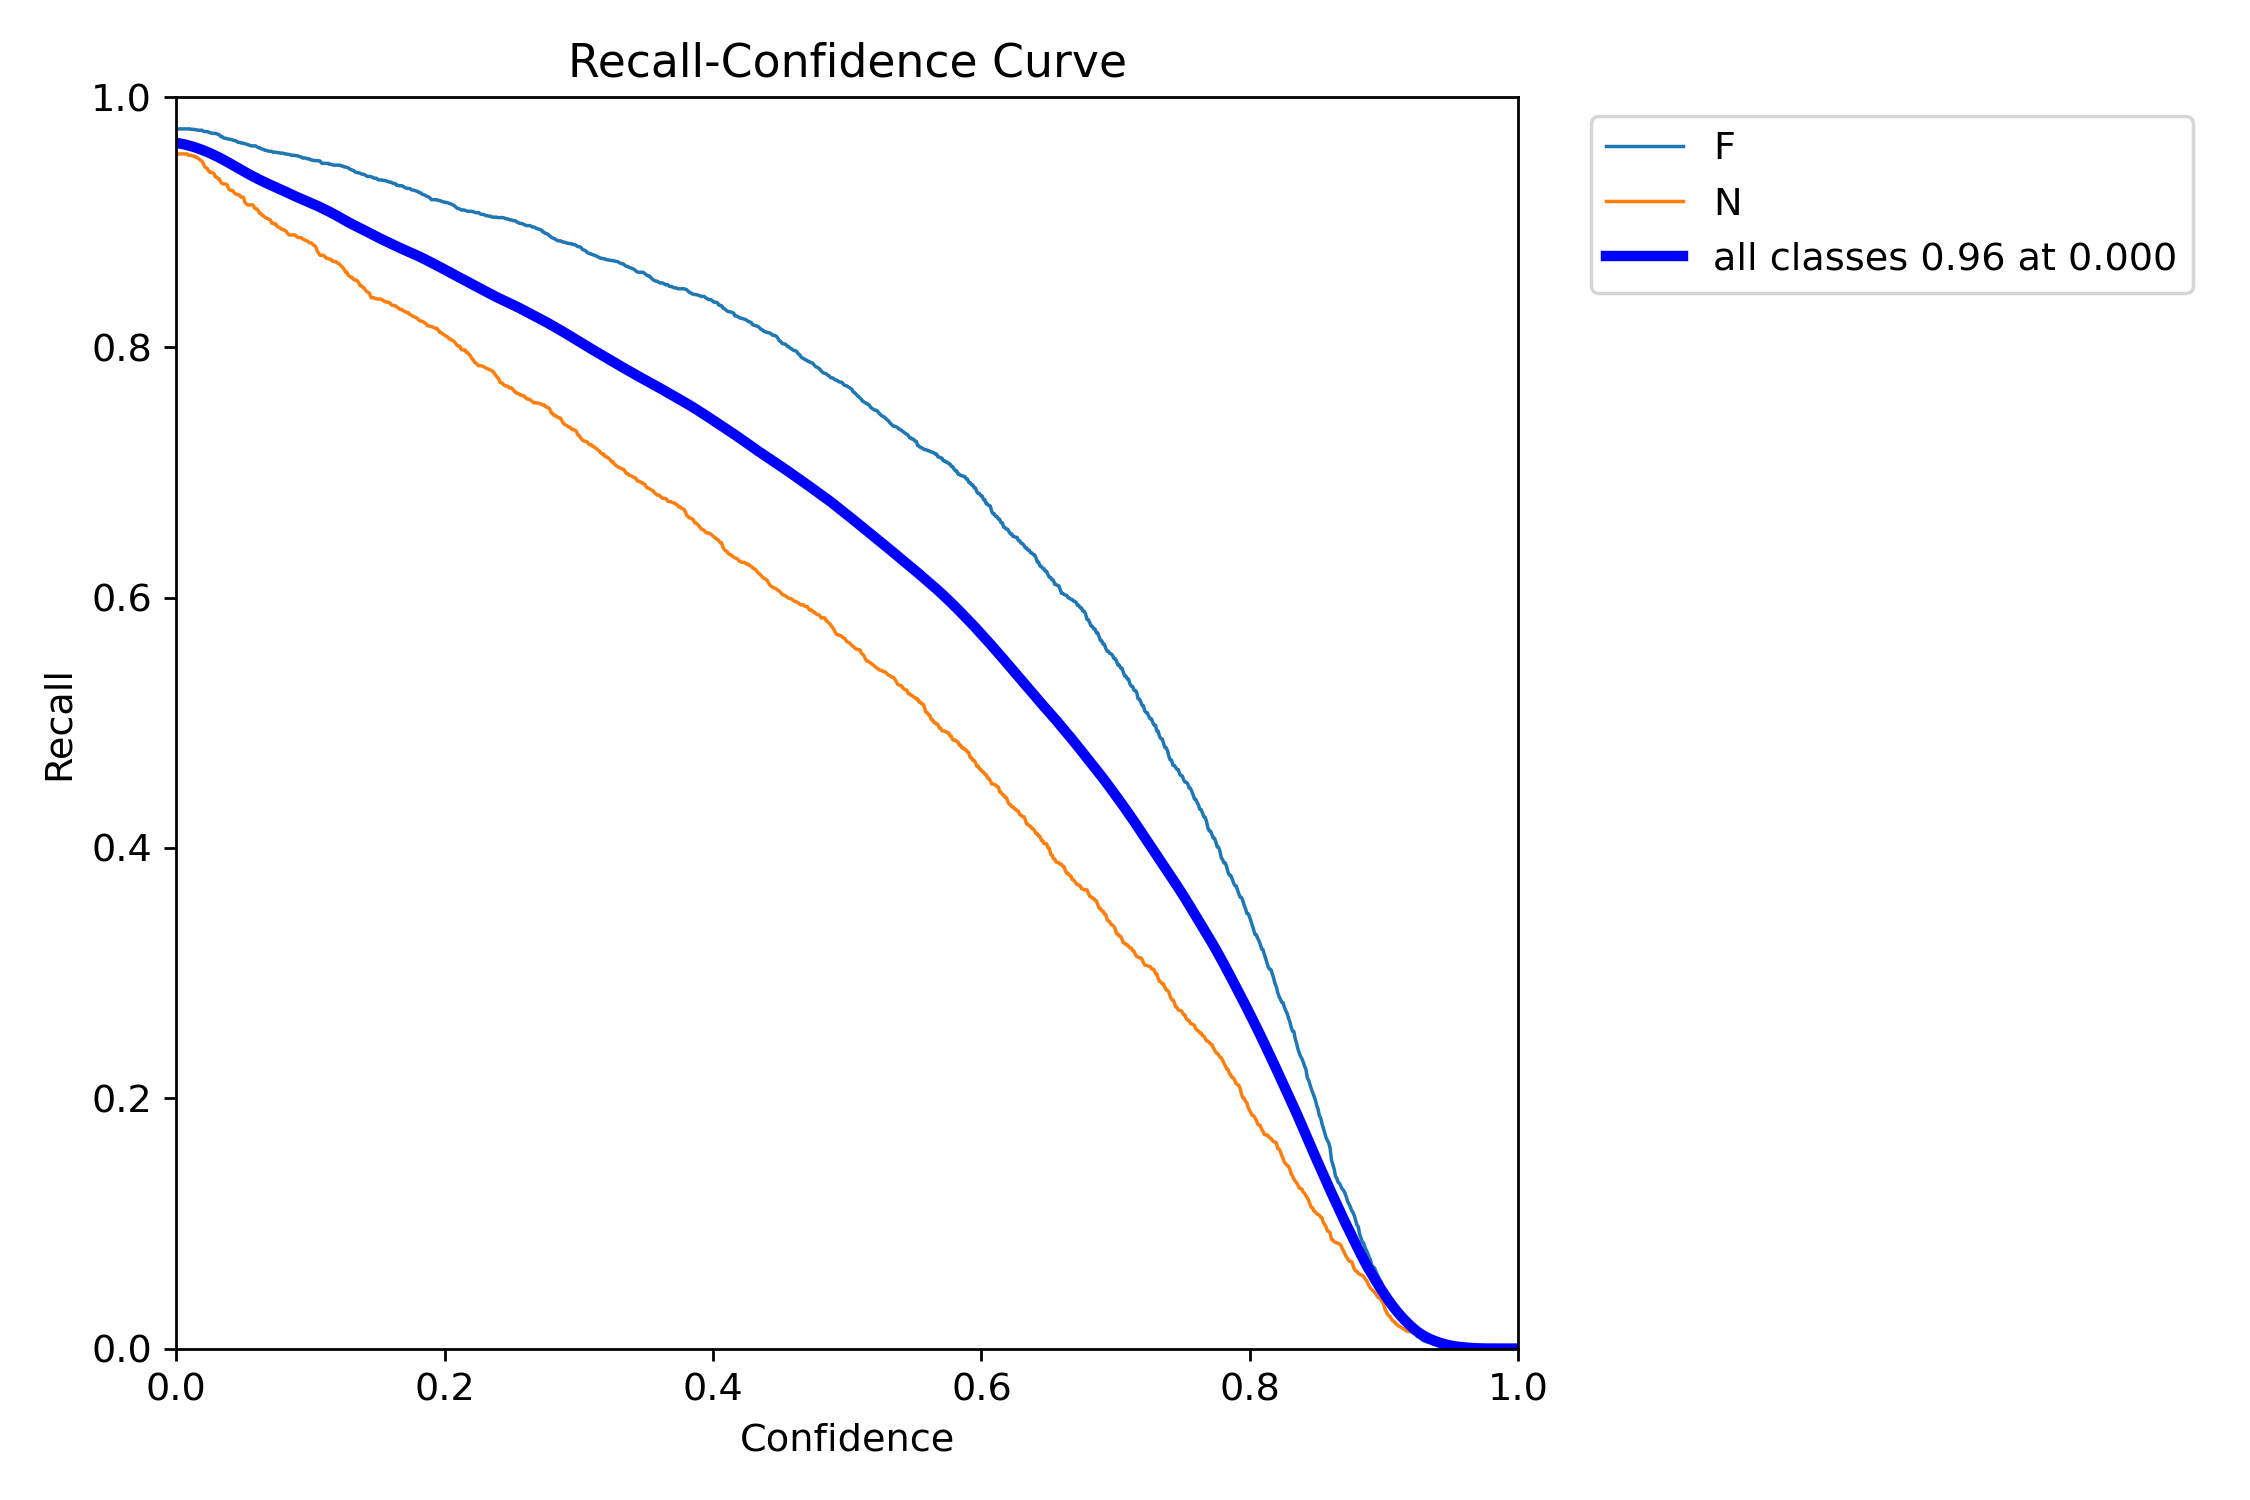 Recall-Confidence Curve
1.0
0.8
0.6
0.4
0.2
0.0
Recall
0.0 0.2 0.4 0.6 0.8 1.0
Confidence
F
N
all classes 0.96 at 0.000